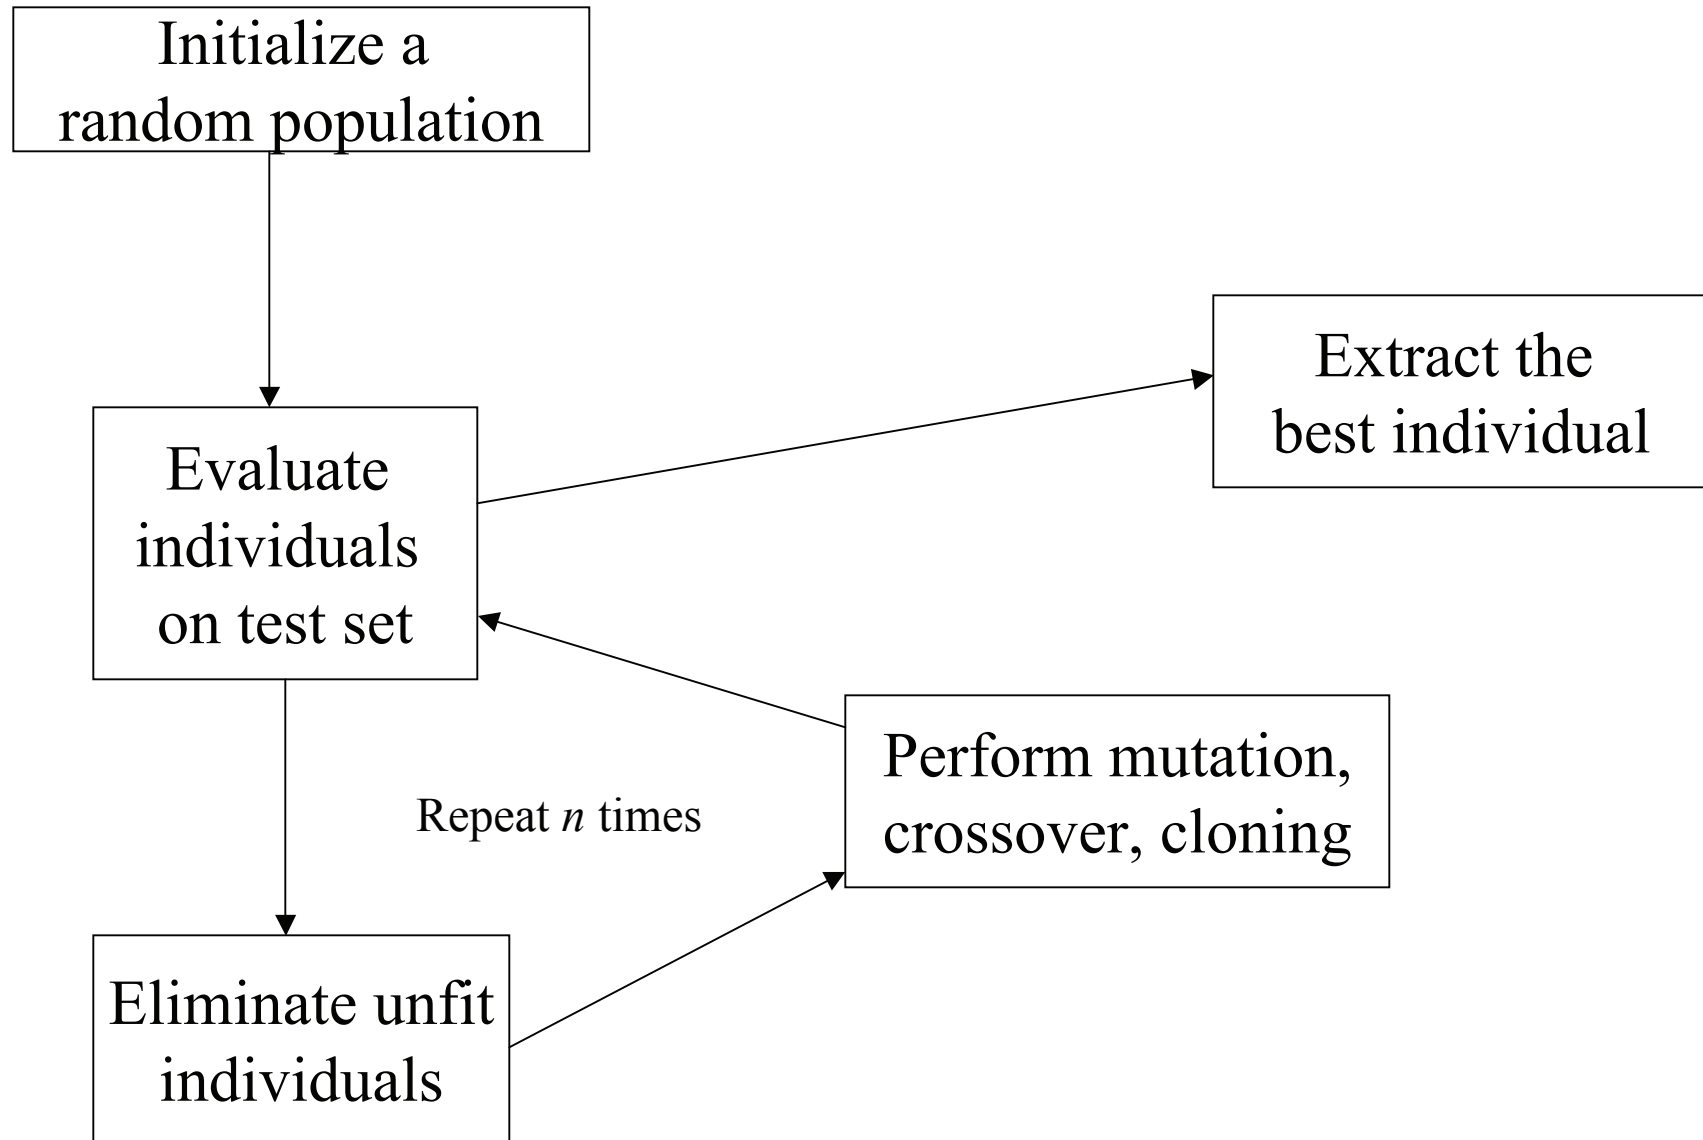 Initialize a
random population
Extract the
best individual
Evaluate
individuals
on test set
Perform mutation,
crossover, cloning
Repeat n times
Eliminate unfit
individuals